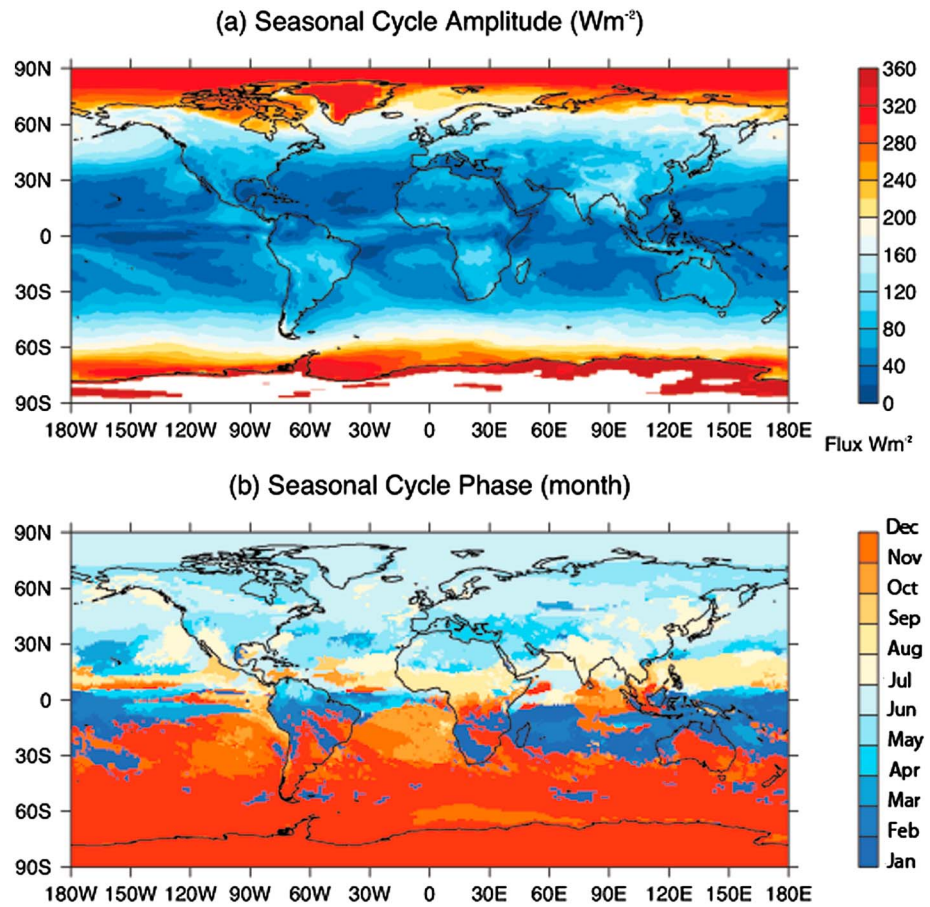 (a) Seasonal Cycle Amplitude (Wm⁻²)
90N
60N
30N
0
30S
60S
90S
180W 150W 120W 90W 60W 30W 0 30E 60E 90E 120E 150E 180E
360
320
280
240
200
160
120
80
40
0
Flux Wm⁻²
(b) Seasonal Cycle Phase (month)
90N
60N
30N
0
30S
60S
90S
180W 150W 120W 90W 60W 30W 0 30E 60E 90E 120E 150E 180E
Dec
Nov
Oct
Sep
Aug
Jul
Jun
May
Apr
Mar
Feb
Jan